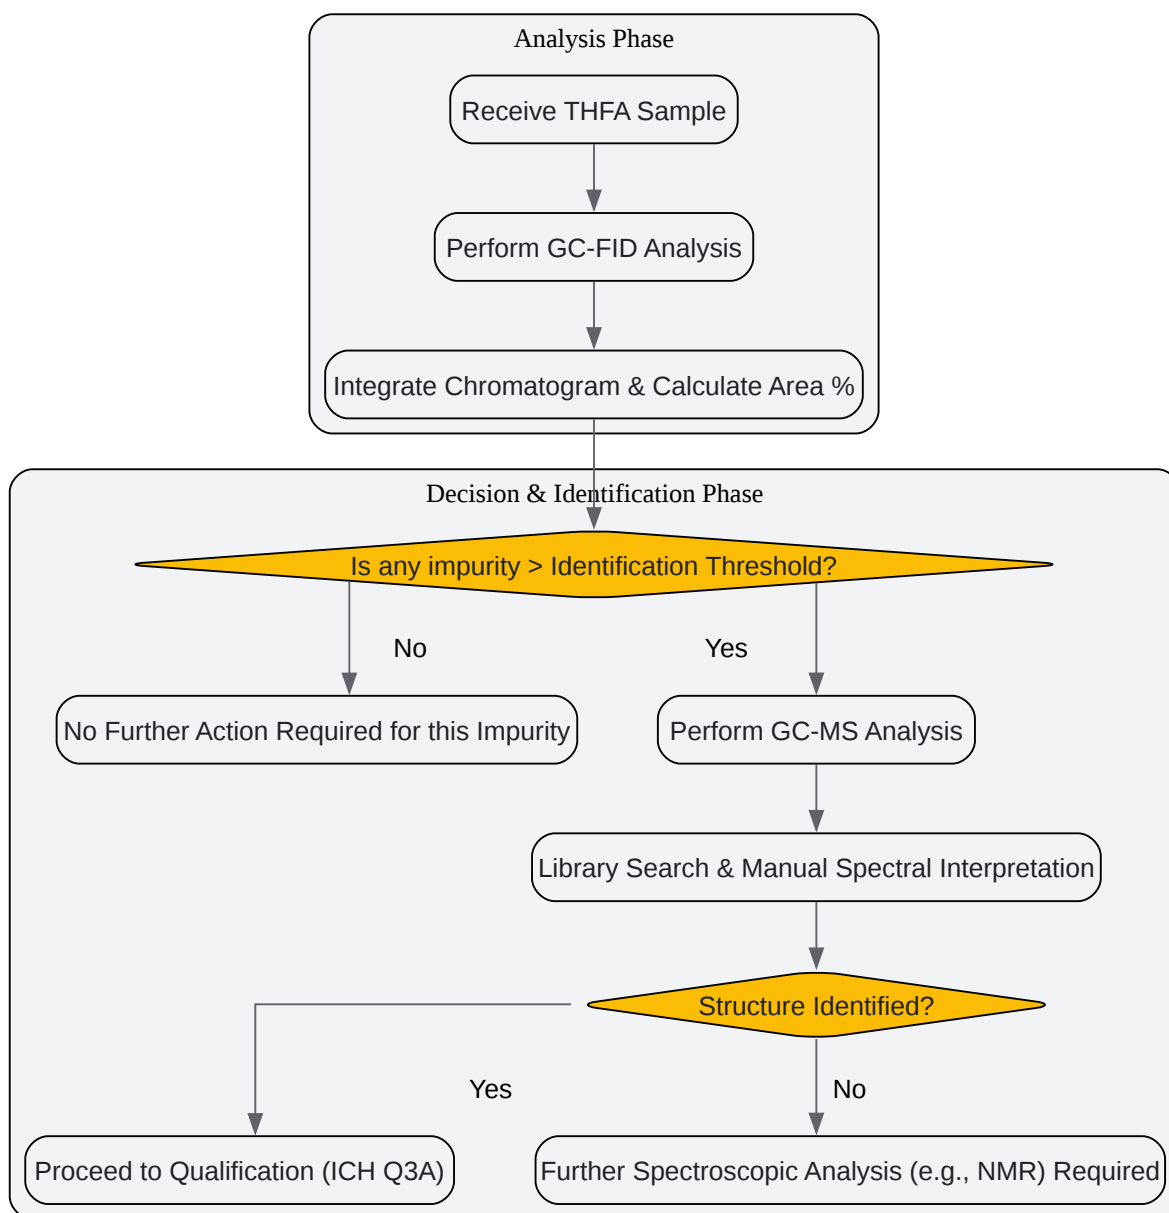 Analysis Phase
Receive THFA Sample
Perform GC-FID Analysis
Integrate Chromatogram & Calculate Area %
Decision & Identification Phase
Is any impurity > Identification Threshold?
No
Yes
No Further Action Required for this Impurity
Perform GC-MS Analysis
Library Search & Manual Spectral Interpretation
Structure Identified?
Yes
No
Proceed to Qualification (ICH Q3A)
Further Spectroscopic Analysis (e.g., NMR) Required